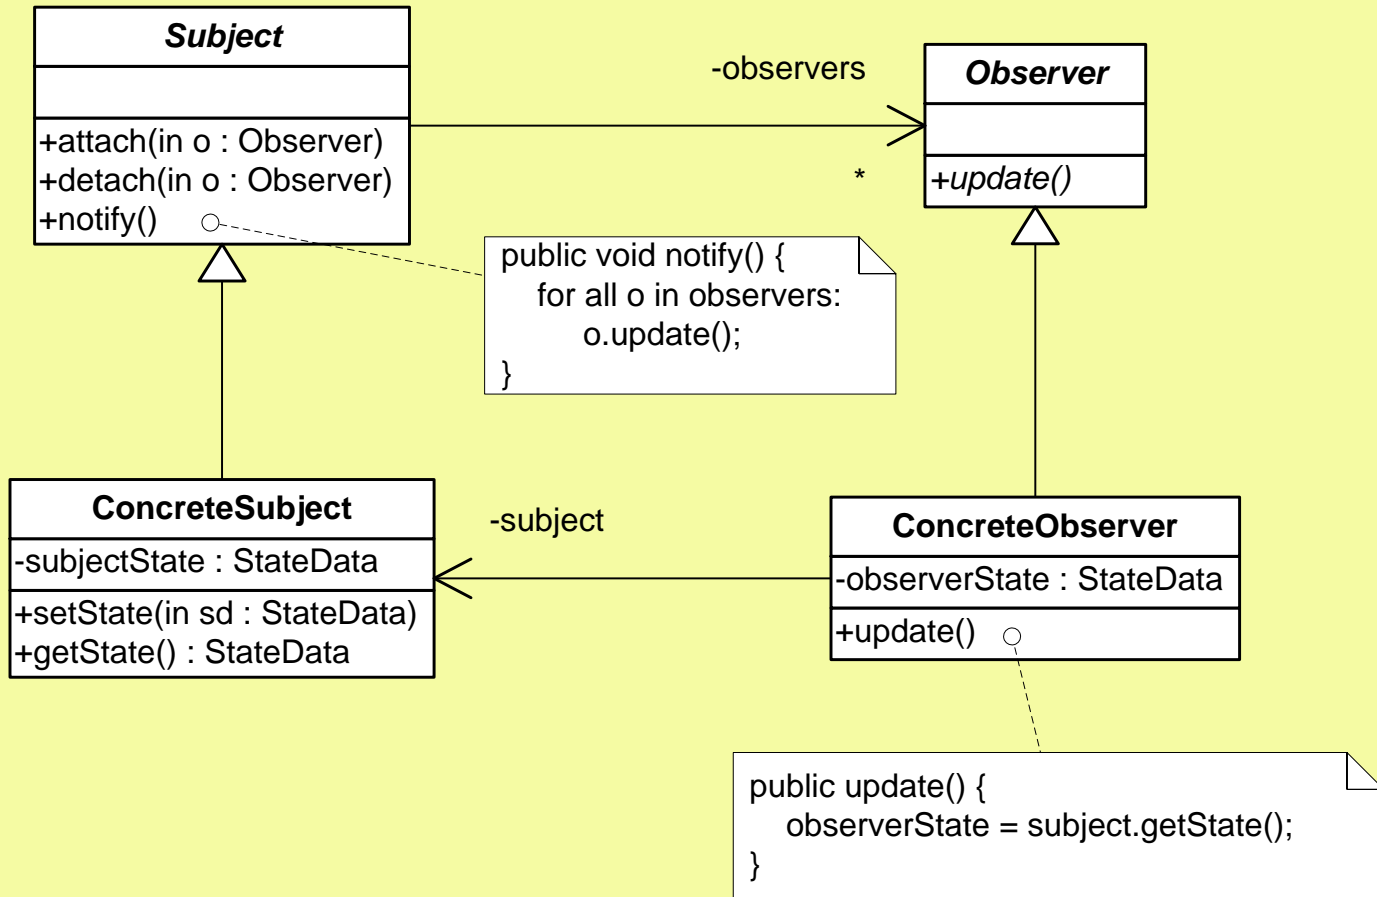 Subject
+attach(in o : Observer)
+detach(in o : Observer)
+notify()
-observers
*
Observer
+update()
public void notify() {
for all o in observers:
o.update();
}
ConcreteSubject
-subjectState : StateData
+setState(in sd : StateData)
+getState() : StateData
-subject
ConcreteObserver
-observerState : StateData
+update()
public update() {
observerState = subject.getState();
}